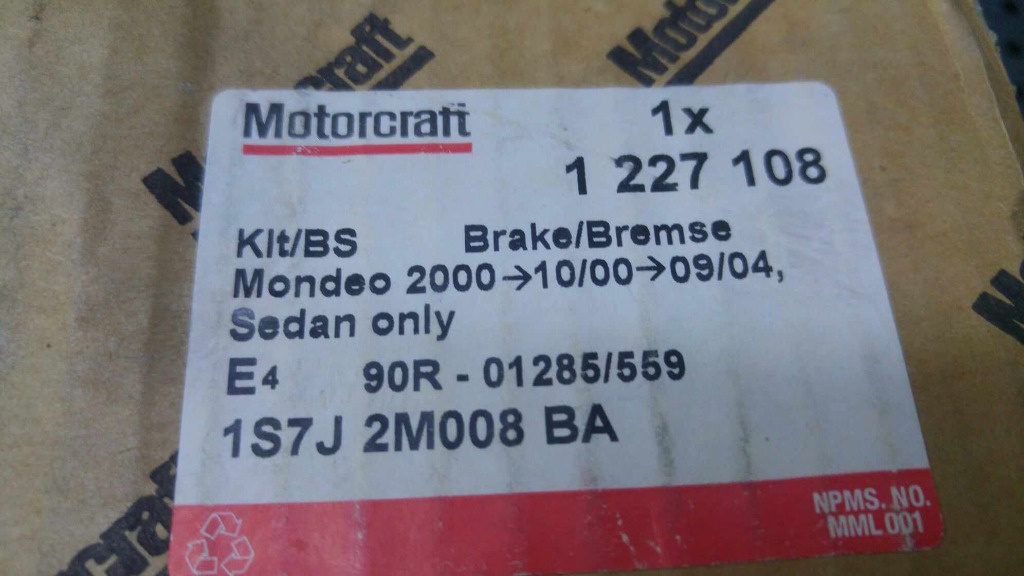 Motorcraft
Motorcraft 1x
1 227 108
Kit/BS Brake/Bremse
Mondeo 2000→10/00→09/04,
Sedan only
E4 90R - 01285/559
1S7J 2M008 BA
NPMS. NO.
MML 001